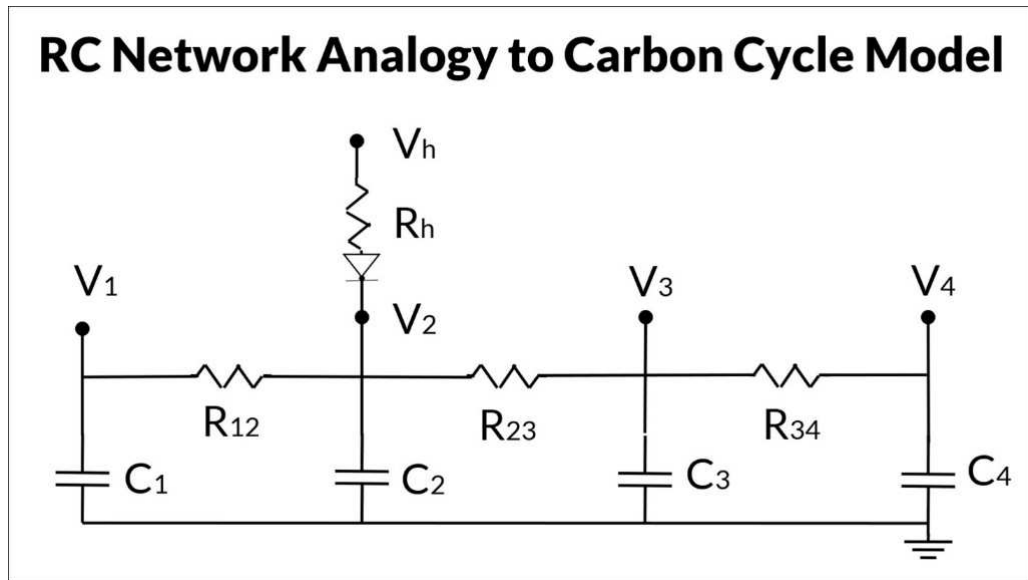 RC Network Analogy to Carbon Cycle Model
Vh
Rh
V1
V2
V3
V4
R12
R23
R34
C1
C2
C3
C4